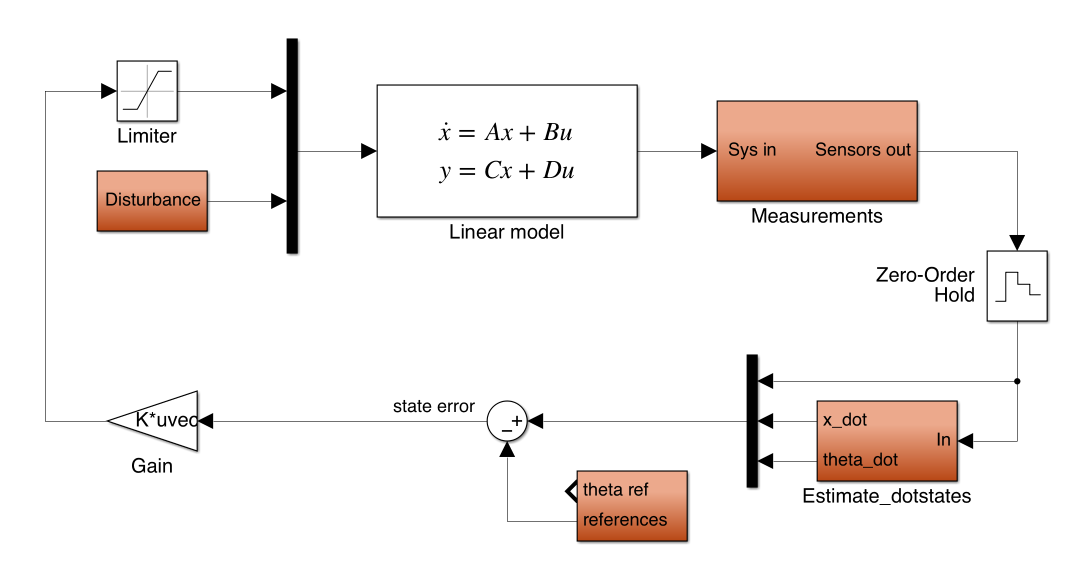 Limiter
Disturbance
ẋ = Ax + Bu
y = Cx + Du
Linear model
Sys in
Sensors out
Measurements
Zero-Order
Hold
x_dot
In
theta_dot
Estimate_dotstates
_+
state error
theta ref
references
K*uvec
Gain